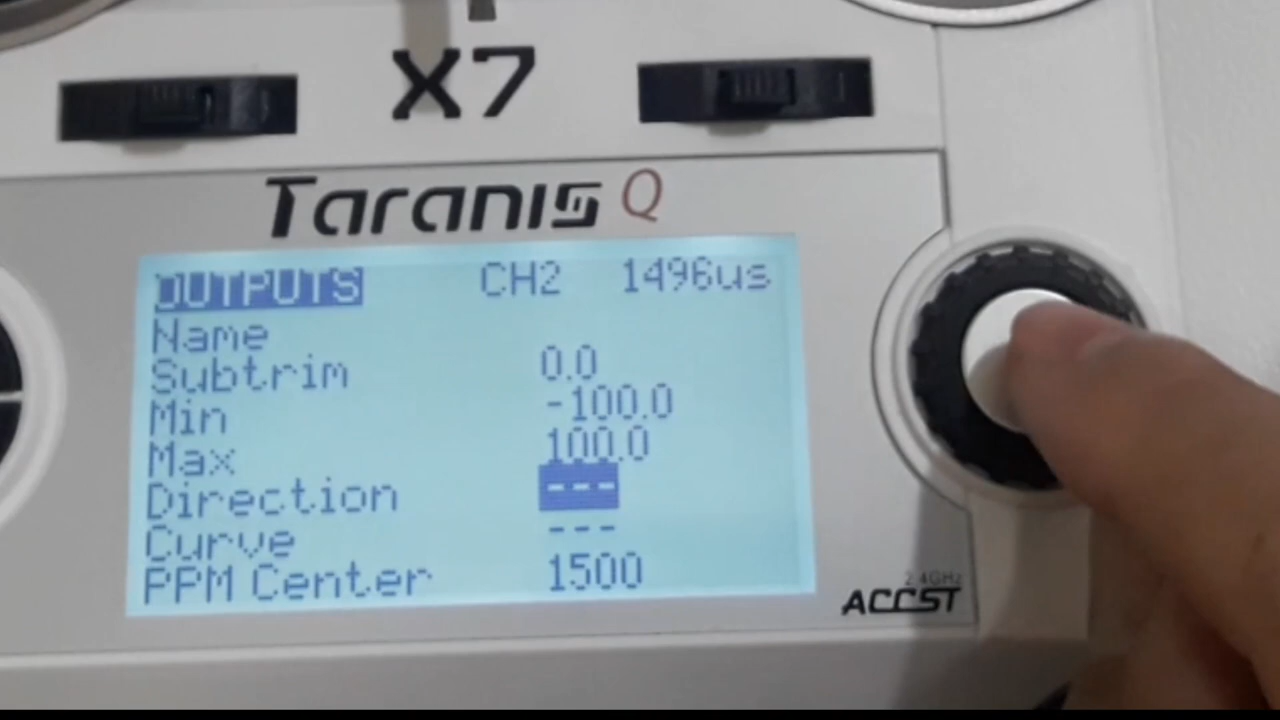 X7
Taranis Q
OUTPUTS CH2 1496us
Name
Subtrim 0.0
Min -100.0
Max 100.0
Direction ---
Curve ---
PPM Center 1500
2.4GHz
ACCST